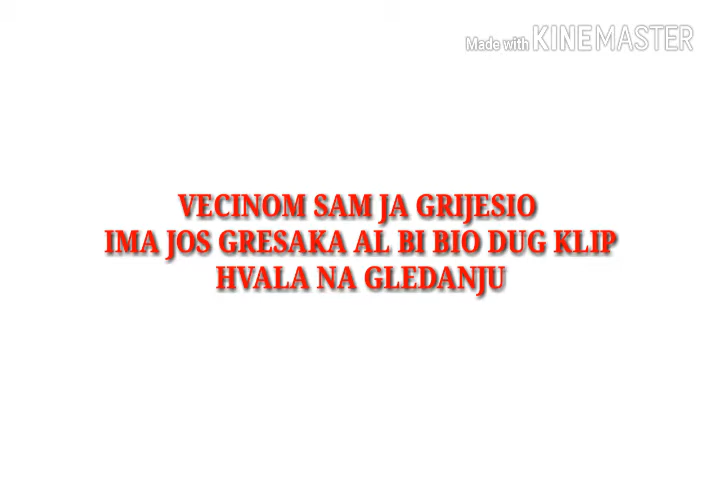 Made with KINEMASTER
VECINOM SAM JA GRIJESIO
IMA JOS GRESAKA AL BI BIO DUG KLIP
HVALA NA GLEDANJU